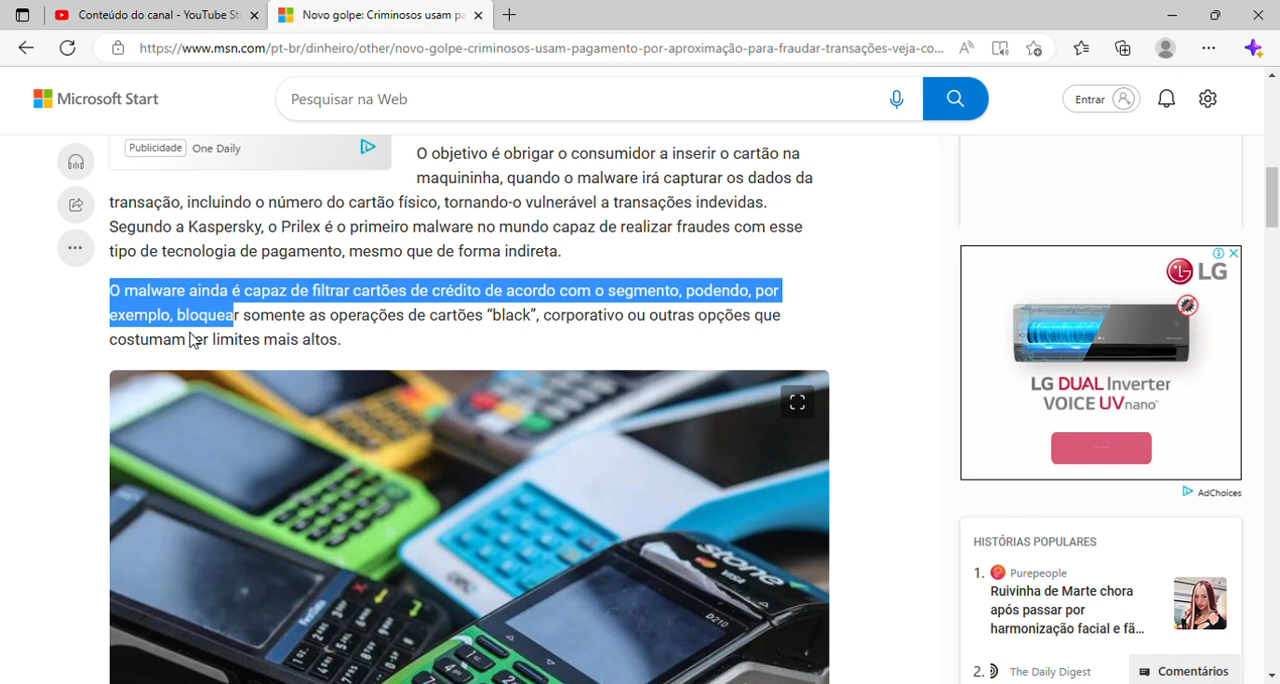 Conteúdo do canal - YouTube St
Novo golpe: Criminosos usam pa
https://www.msn.com/pt-br/dinheiro/other/novo-golpe-criminosos-usam-pagamento-por-aproximação-para-fraudar-transações-veja-co...
Microsoft Start
Pesquisar na Web
Entrar
Publicidade One Daily
O objetivo é obrigar o consumidor a inserir o cartão na
maquininha, quando o malware irá capturar os dados da
transação, incluindo o número do cartão físico, tornando-o vulnerável a transações indevidas.
Segundo a Kaspersky, o Prilex é o primeiro malware no mundo capaz de realizar fraudes com esse
tipo de tecnologia de pagamento, mesmo que de forma indireta.
O malware ainda é capaz de filtrar cartões de crédito de acordo com o segmento, podendo, por
exemplo, bloquear somente as operações de cartões “black”, corporativo ou outras opções que
costumam ter limites mais altos.
stone
VISA
D210
LG
LG DUAL Inverter
VOICE UVnano™
AdChoices
HISTÓRIAS POPULARES
1. Purepeople
Ruivinha de Marte chora
após passar por
harmonização facial e fã...
2. The Daily Digest
Comentários